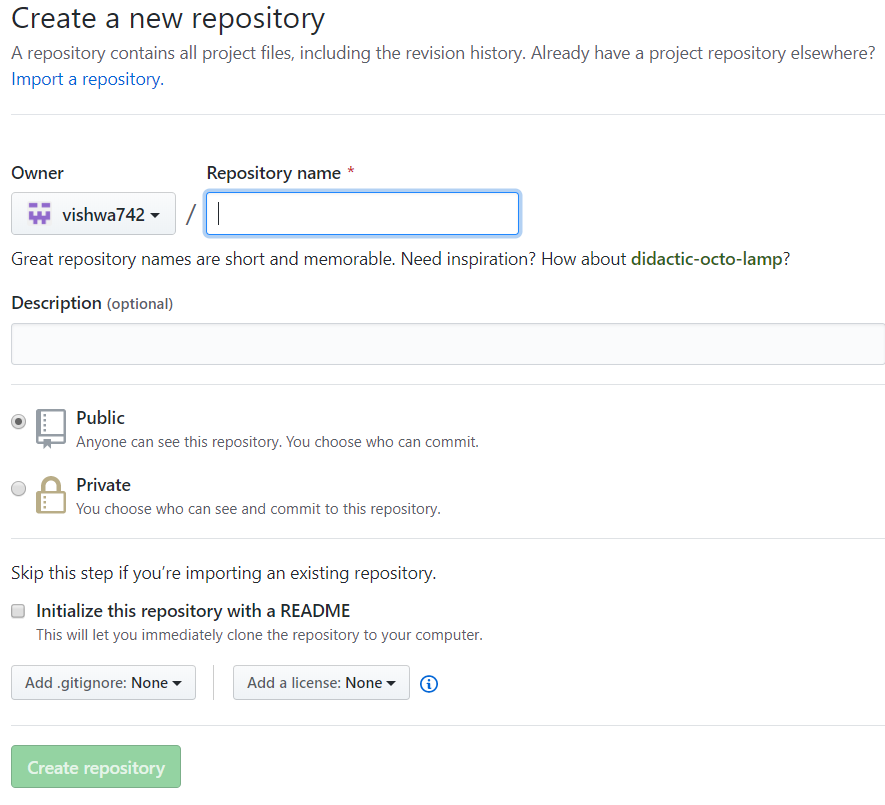 Create a new repository
A repository contains all project files, including the revision history. Already have a project repository elsewhere?
Import a repository.
Owner Repository name *
vishwa742 /
Great repository names are short and memorable. Need inspiration? How about didactic-octo-lamp?
Description (optional)
Public
Anyone can see this repository. You choose who can commit.
Private
You choose who can see and commit to this repository.
Skip this step if you’re importing an existing repository.
Initialize this repository with a README
This will let you immediately clone the repository to your computer.
Add .gitignore: None Add a license: None
Create repository